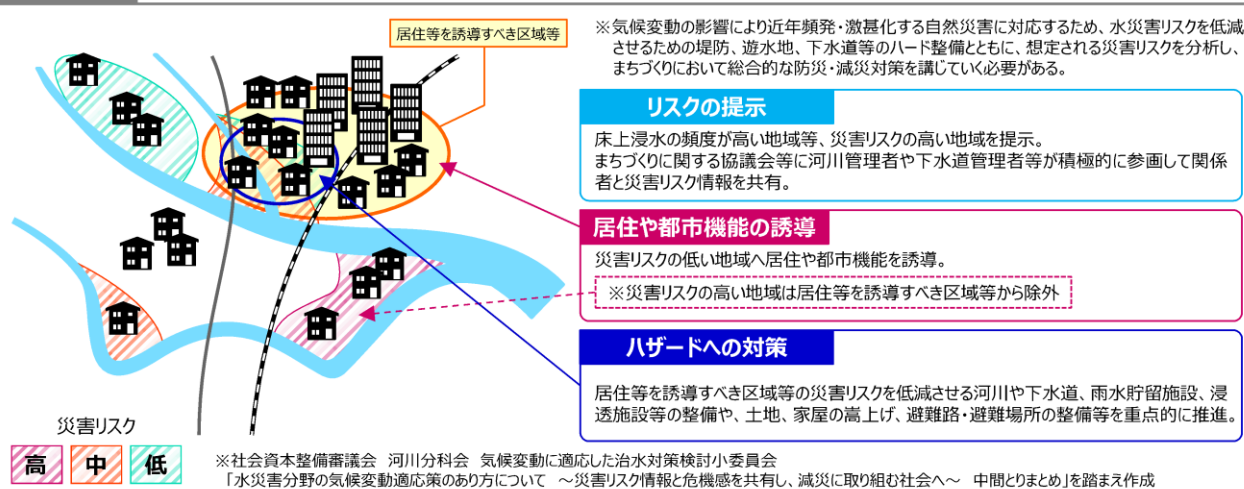 居住等を誘導すべき区域等
※気候変動の影響により近年頻発・激甚化する自然災害に対応するため、水災害リスクを低減
させるための堤防、遊水地、下水道等のハード整備とともに、想定される災害リスクを分析し、
まちづくりにおいて総合的な防災・減災対策を講じていく必要がある。
リスクの提示
床上浸水の頻度が高い地域等、災害リスクの高い地域を提示。
まちづくりに関する協議会等に河川管理者や下水道管理者等が積極的に参画して関係
者と災害リスク情報を共有。
居住や都市機能の誘導
災害リスクの低い地域へ居住や都市機能を誘導。
※災害リスクの高い地域は居住等を誘導すべき区域等から除外
ハザードへの対策
居住等を誘導すべき区域等の災害リスクを低減させる河川や下水道、雨水貯留施設、浸
透施設等の整備や、土地、家屋の嵩上げ、避難路・避難場所の整備等を重点的に推進。
災害リスク
高 中 低
※社会資本整備審議会 河川分科会 気候変動に適応した治水対策検討小委員会
「水災害分野の気候変動適応策のあり方について ～災害リスク情報と危機感を共有し、減災に取り組む社会へ～ 中間とりまとめ」を踏まえ作成